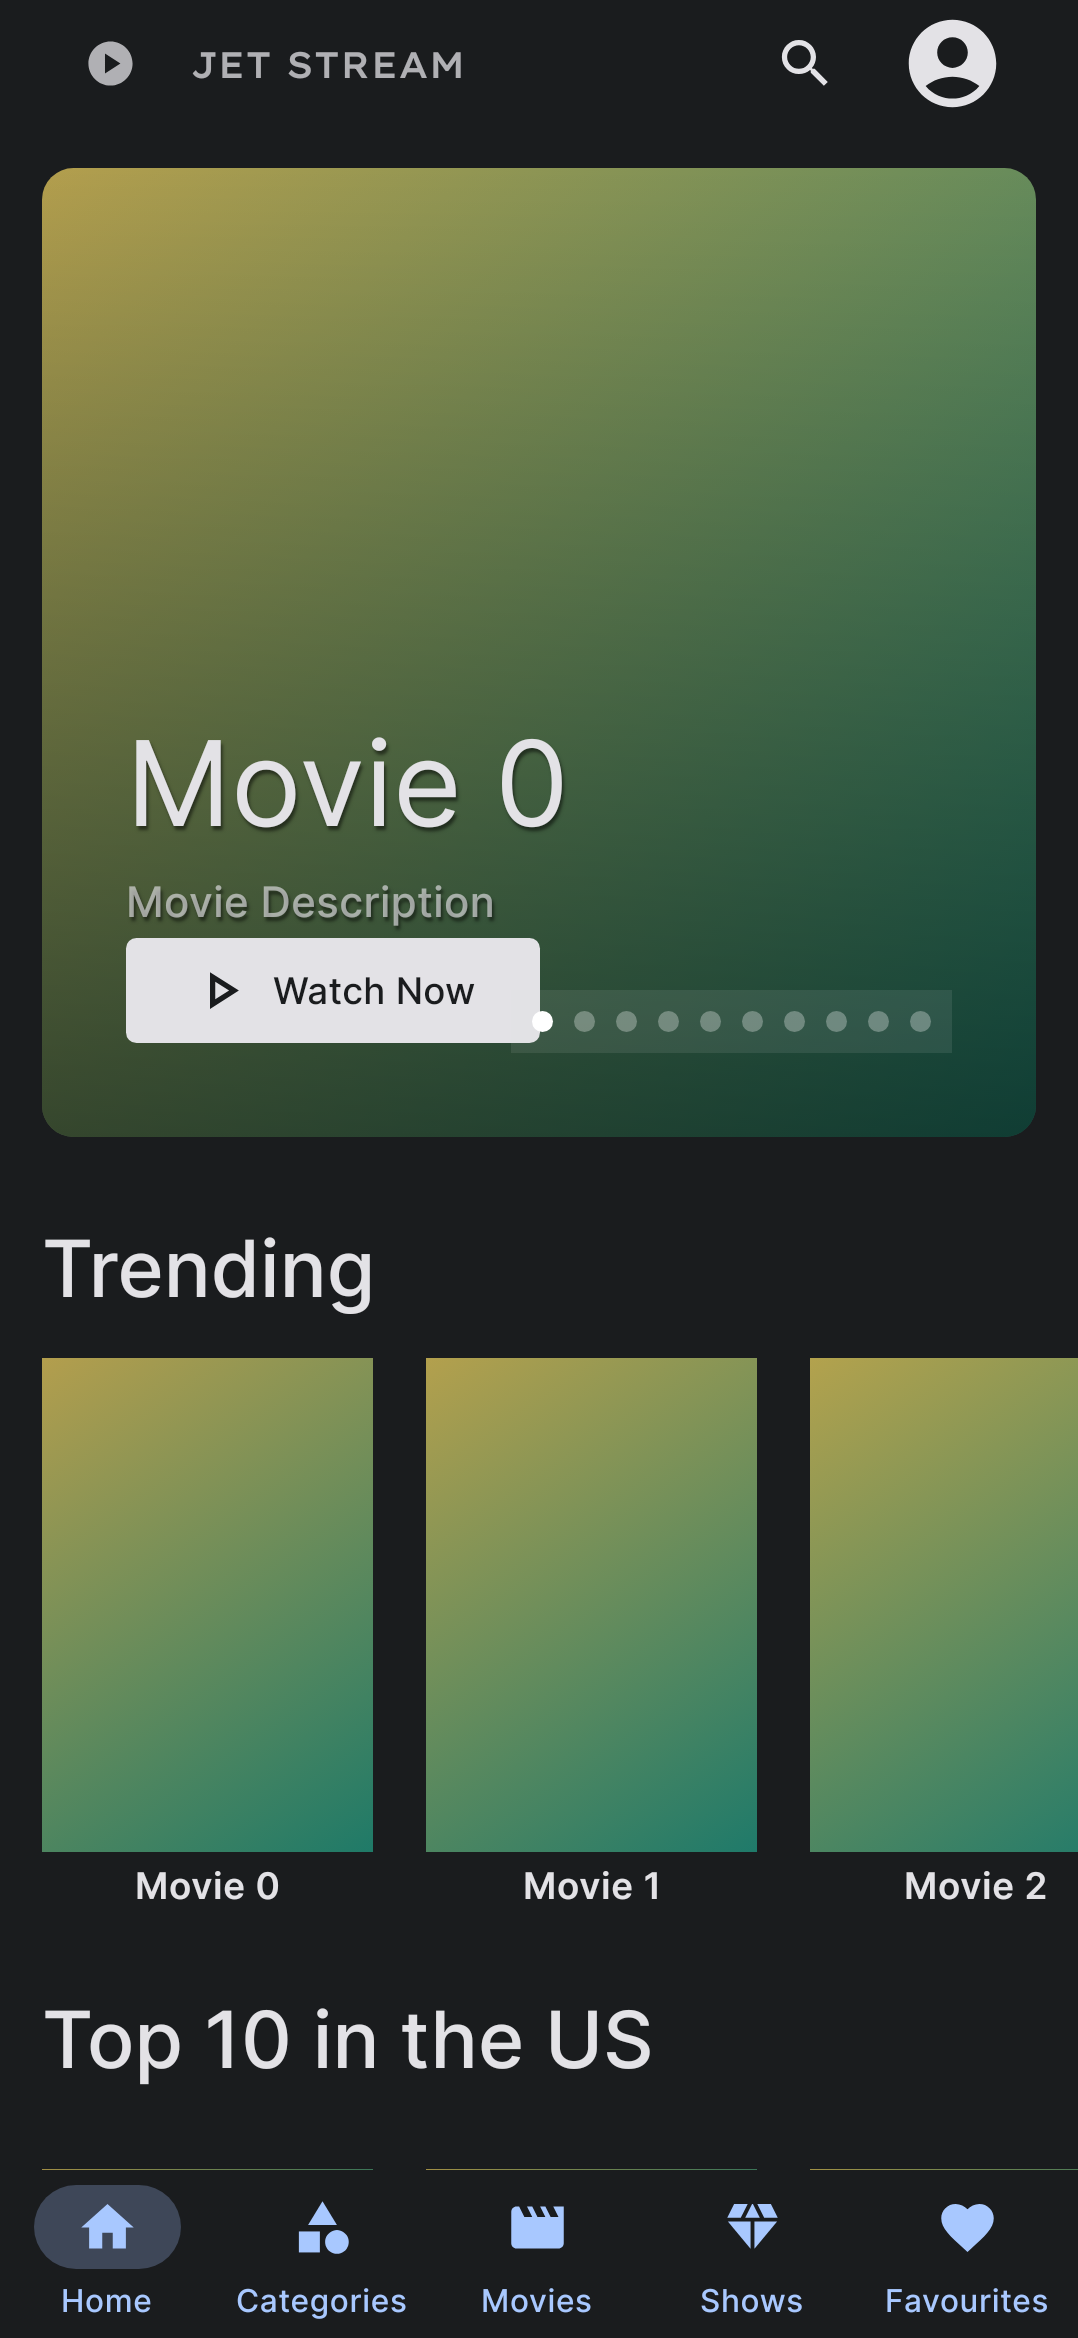 JET STREAM
Movie 0
Movie Description
Watch Now
Trending
Movie 0
Movie 1
Movie 2
Top 10 in the US
Home
Categories
Movies
Shows
Favourites